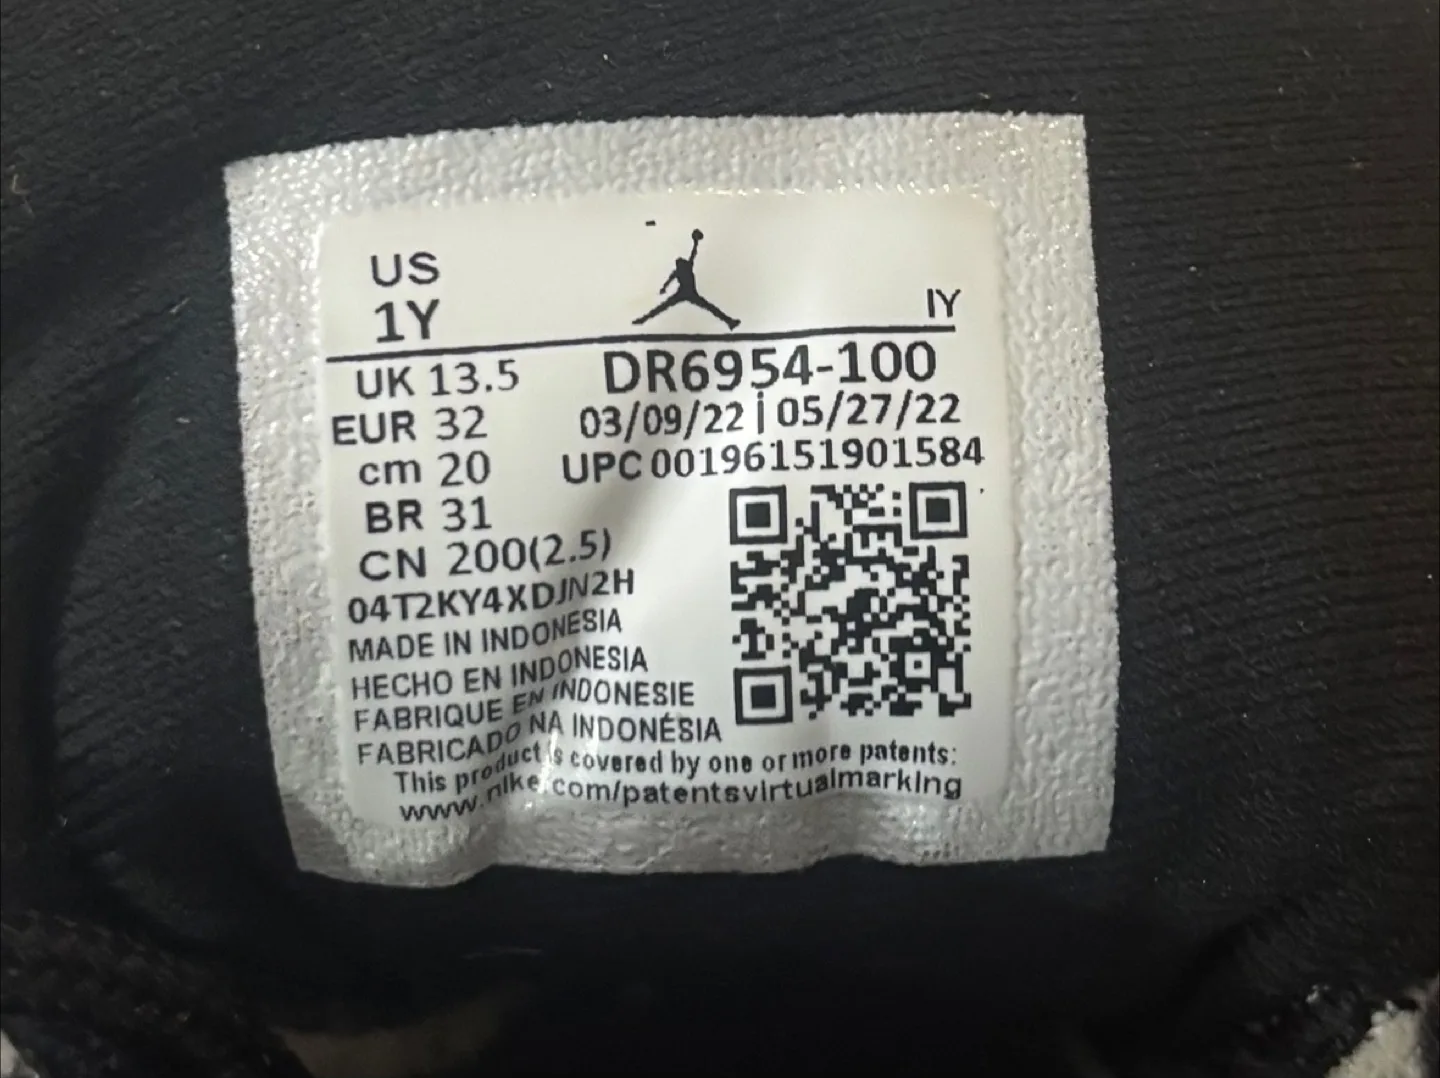 US
1Y
IY
UK 13.5
DR6954-100
EUR 32
03/09/22 | 05/27/22
cm 20
UPC 00196151901584
BR 31
CN 200(2.5)
04T2KY4XDJN2H
MADE IN INDONESIA
HECHO EN INDONESIA
FABRIQUE EN INDONESIE
FABRICADO NA INDONÉSIA
This product is covered by one or more patents:
www.nike.com/patentsvirtualmarking